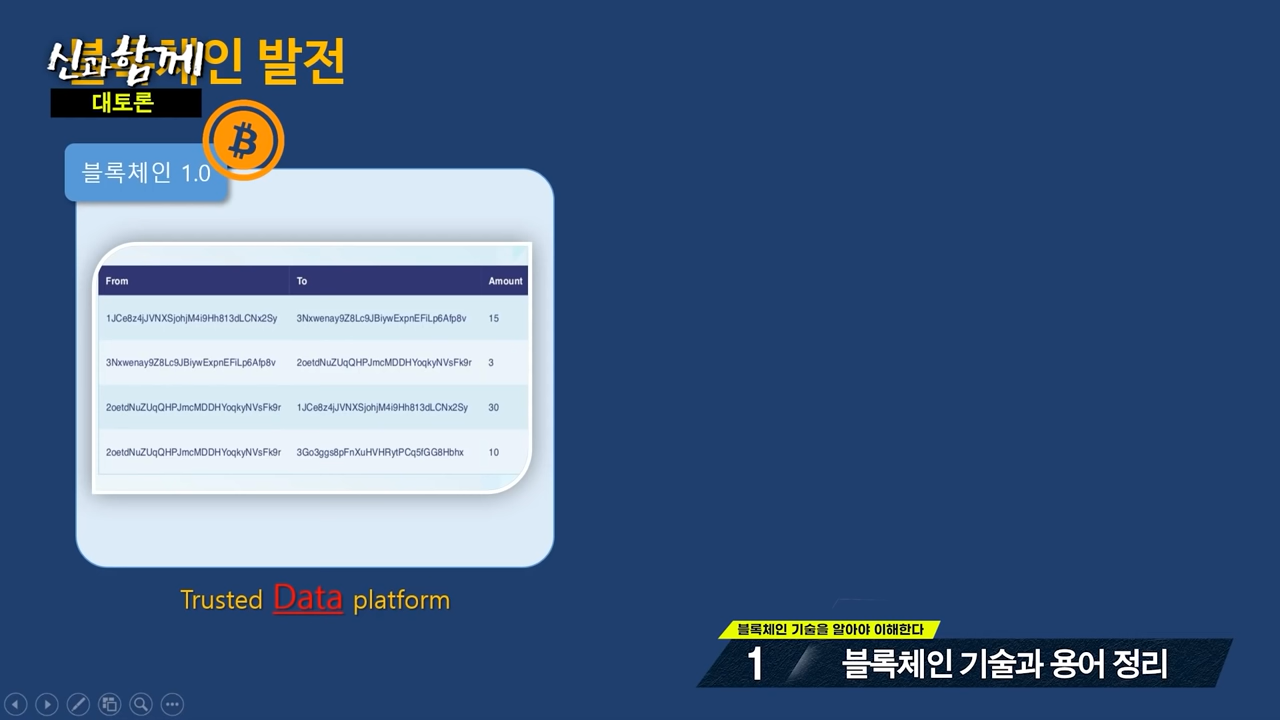 블록체인 발전
신과함께
대토론
블록체인 1.0
From To Amount
1JCe8z4jJVNXSjohjM4i9Hh813dLCNx2Sy 3Nxwenay9Z8Lc9JBiywExpnEFiLp6Afp8v 15
3Nxwenay9Z8Lc9JBiywExpnEFiLp6Afp8v 2oetdNuZUqQHPJmcMDDHYoqkyNVsFk9r 3
2oetdNuZUqQHPJmcMDDHYoqkyNVsFk9r 1JCe8z4jJVNXSjohjM4i9Hh813dLCNx2Sy 30
2oetdNuZUqQHPJmcMDDHYoqkyNVsFk9r 3Go3ggs8pFnXuHVHRytPCq5fGG8Hbhx 10
Trusted Data platform
블록체인 기술을 알아야 이해한다
1 블록체인 기술과 용어 정리